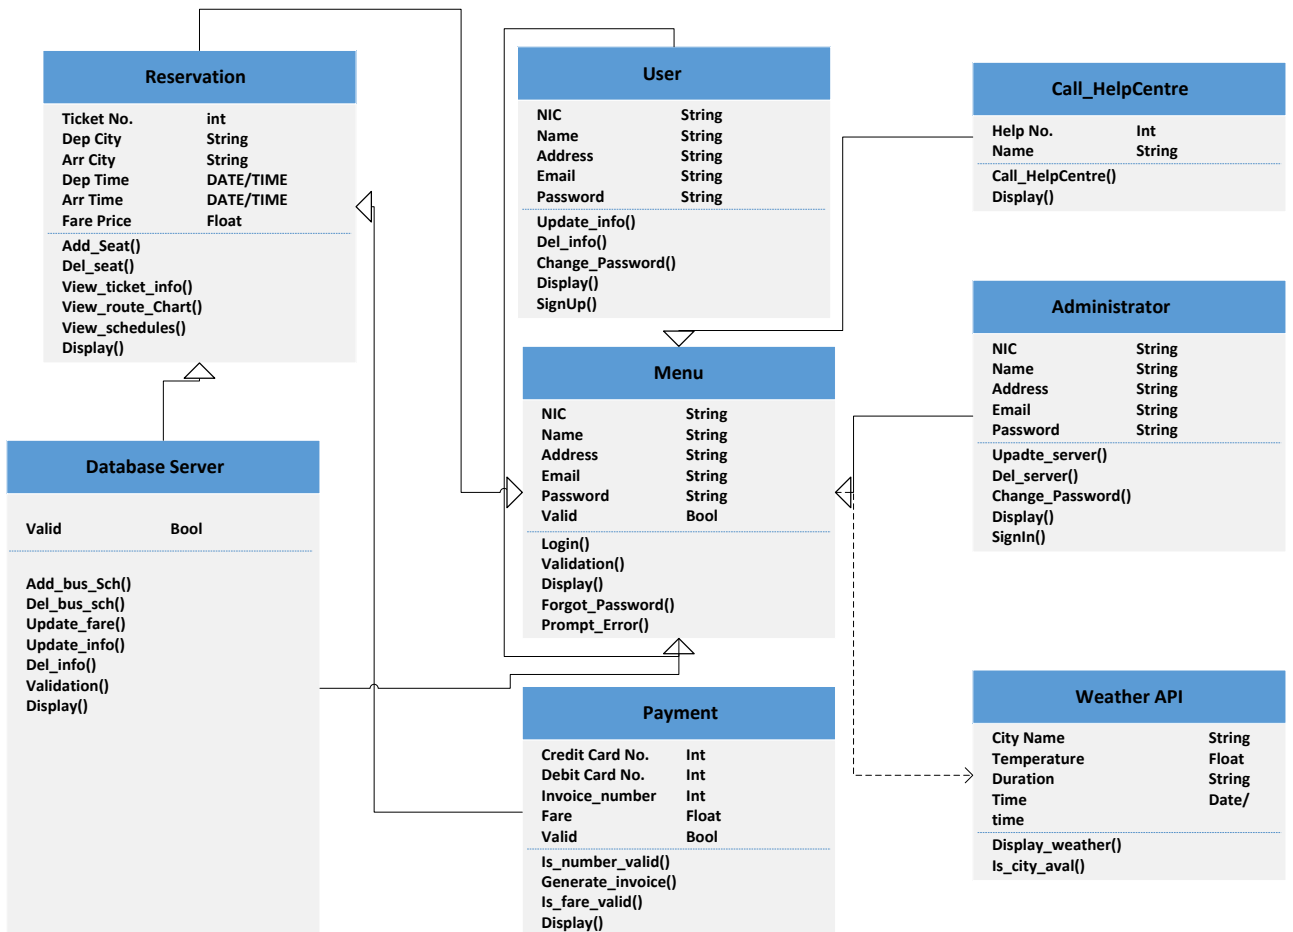 Reservation
Ticket No. int
Dep City String
Arr City String
Dep Time DATE/TIME
Arr Time DATE/TIME
Fare Price Float
Add_Seat()
Del_seat()
View_ticket_info()
View_route_Chart()
View_schedules()
Display()
User
NIC String
Name String
Address String
Email String
Password String
Update_info()
Del_info()
Change_Password()
Display()
SignUp()
Call_HelpCentre
Help No. Int
Name String
Call_HelpCentre()
Display()
Menu
NIC String
Name String
Address String
Email String
Password String
Valid Bool
Login()
Validation()
Display()
Forgot_Password()
Prompt_Error()
Administrator
NIC String
Name String
Address String
Email String
Password String
Upadte_server()
Del_server()
Change_Password()
Display()
SignIn()
Database Server
Valid Bool
Add_bus_Sch()
Del_bus_sch()
Update_fare()
Update_info()
Del_info()
Validation()
Display()
Payment
Credit Card No. Int
Debit Card No. Int
Invoice_number Int
Fare Float
Valid Bool
Is_number_valid()
Generate_invoice()
Is_fare_valid()
Display()
Weather API
City Name String
Temperature Float
Duration String
Time Date/
time
Display_weather()
Is_city_aval()